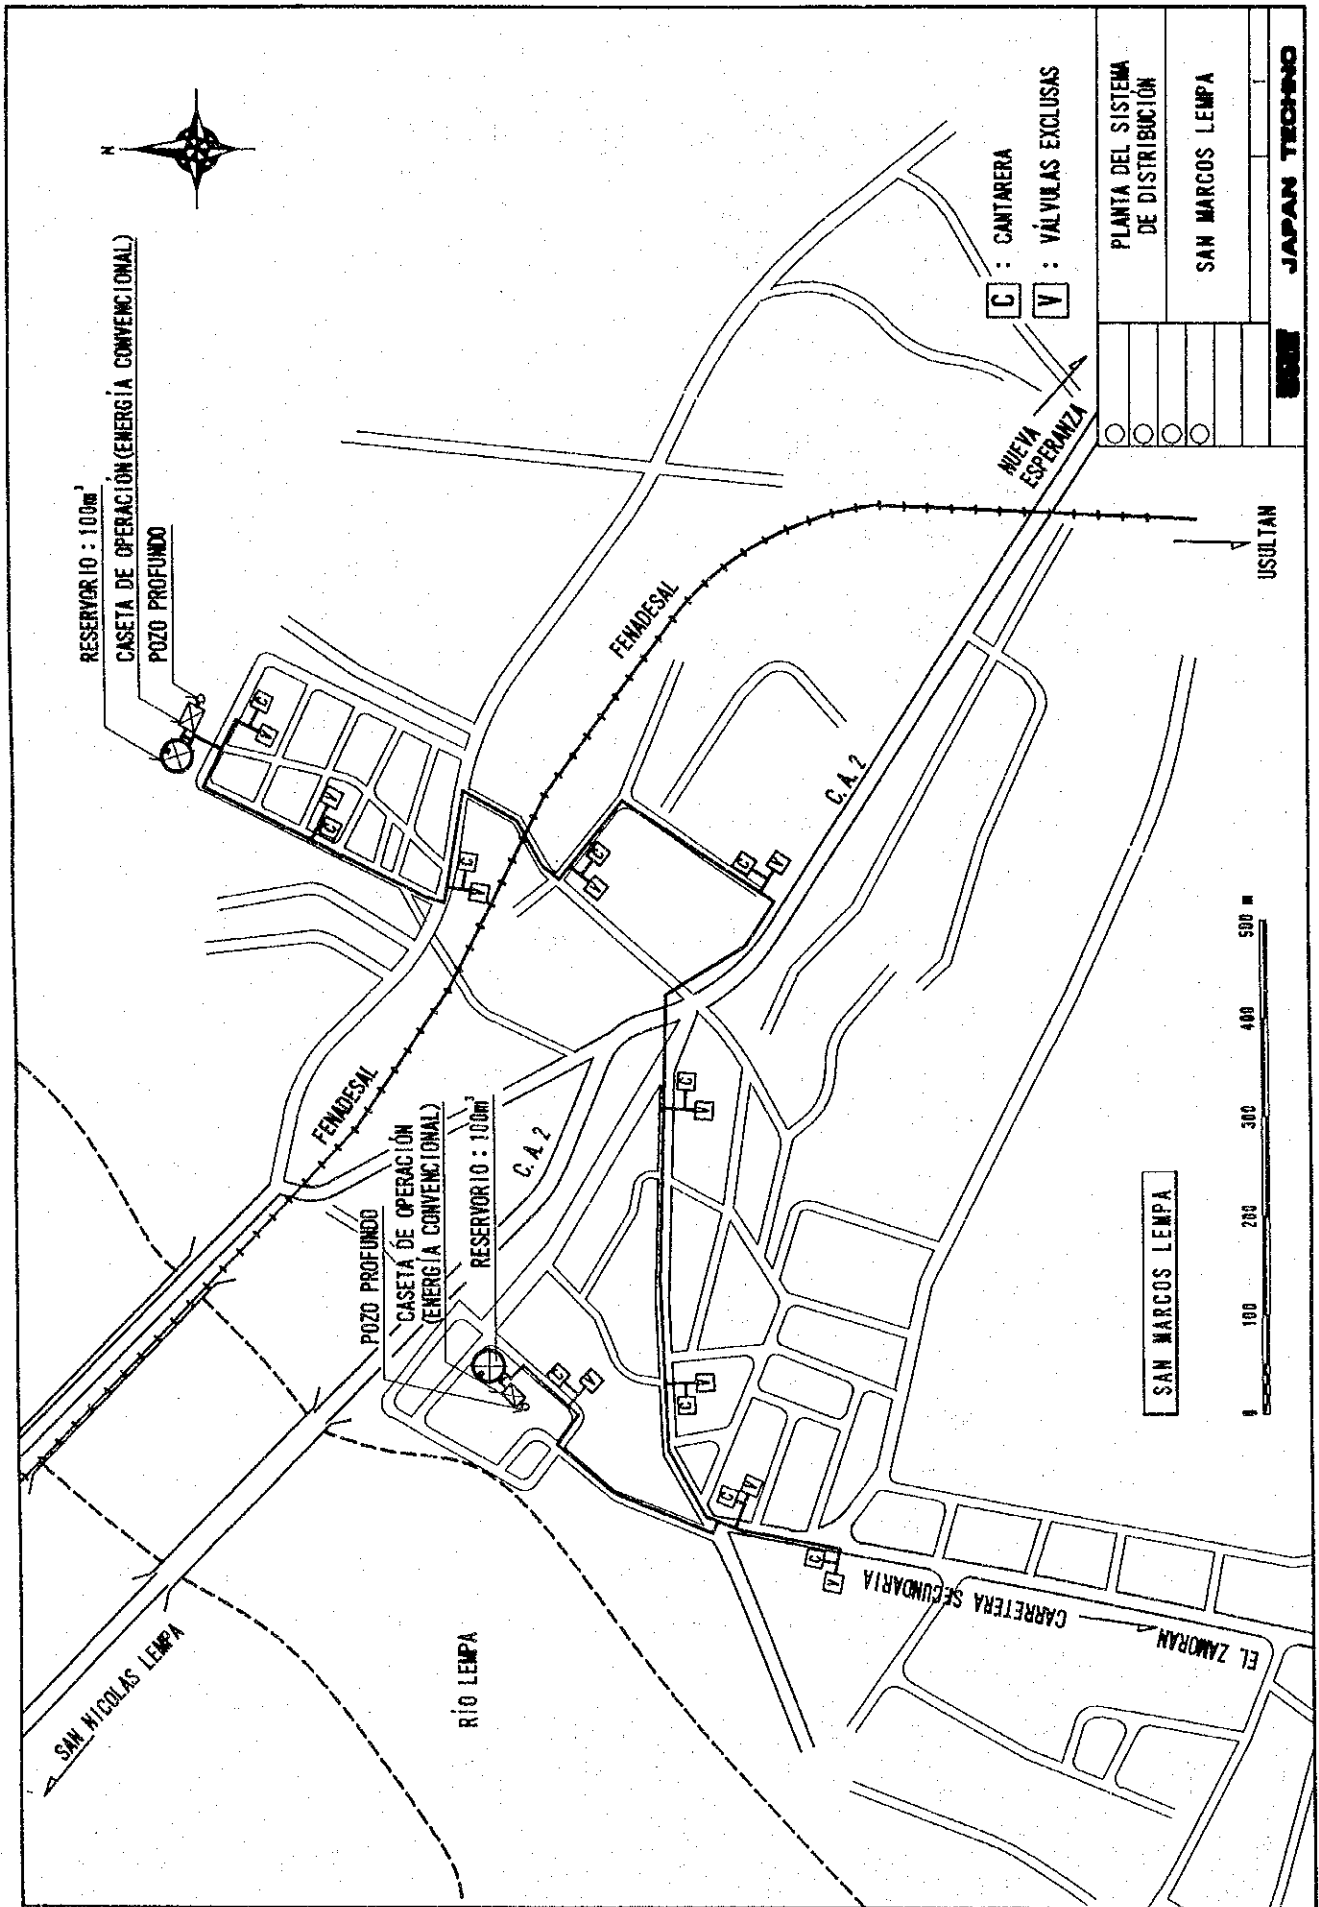 N
RESERVORIO : 100m³
CASETA DE OPERACIÓN (ENERGÍA CONVENCIONAL)
POZO PROFUNDO
FENADESAL
FENADESAL
C. A. 2
C. A. 2
POZO PROFUNDO
CASETA DE OPERACIÓN
(ENERGÍA CONVENCIONAL)
RESERVORIO : 100m³
SAN NICOLAS LEMPA
RÍO LEMPA
NUEVA
ESPERANZA
USULTAN
CARRETERA SECUNDARIA
EL ZAMORAN
C
V
C
V
C
V
C
V
C
V
C
V
C
V
C
V
C
V
C
V
SAN MARCOS LEMPA
0 100 200 300 400 500 m
C : CANTARERA
V : VÁLVULAS EXCLUSAS
PLANTA DEL SISTEMA
DE DISTRIBUCIÓN
SAN MARCOS LEMPA
JAPAN TECHNO